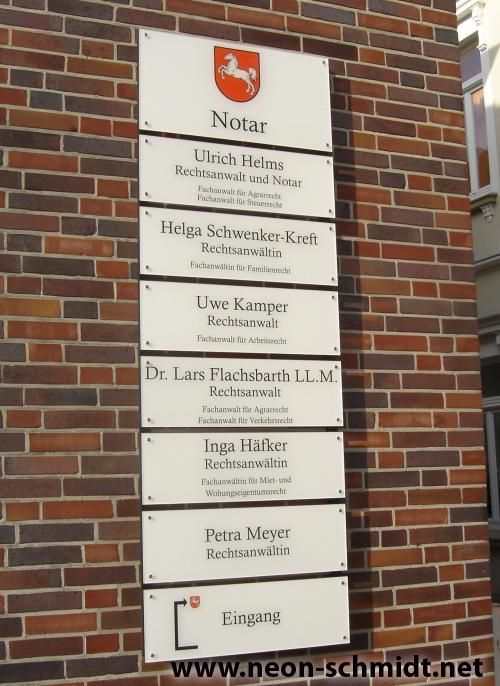 Notar
Ulrich Helms
Rechtsanwalt und Notar
Fachanwalt für Agrarrecht
Fachanwalt für Steuerrecht
Helga Schwenker-Kreft
Rechtsanwältin
Fachanwältin für Familienrecht
Uwe Kamper
Rechtsanwalt
Fachanwalt für Arbeitsrecht
Dr. Lars Flachsbarth LL.M.
Rechtsanwalt
Fachanwalt für Agrarrecht
Fachanwalt für Verkehrsrecht
Inga Häfker
Rechtsanwältin
Fachanwältin für Miet- und
Wohnungseigentumsrecht
Petra Meyer
Rechtsanwältin
Eingang
www.neon-schmidt.net